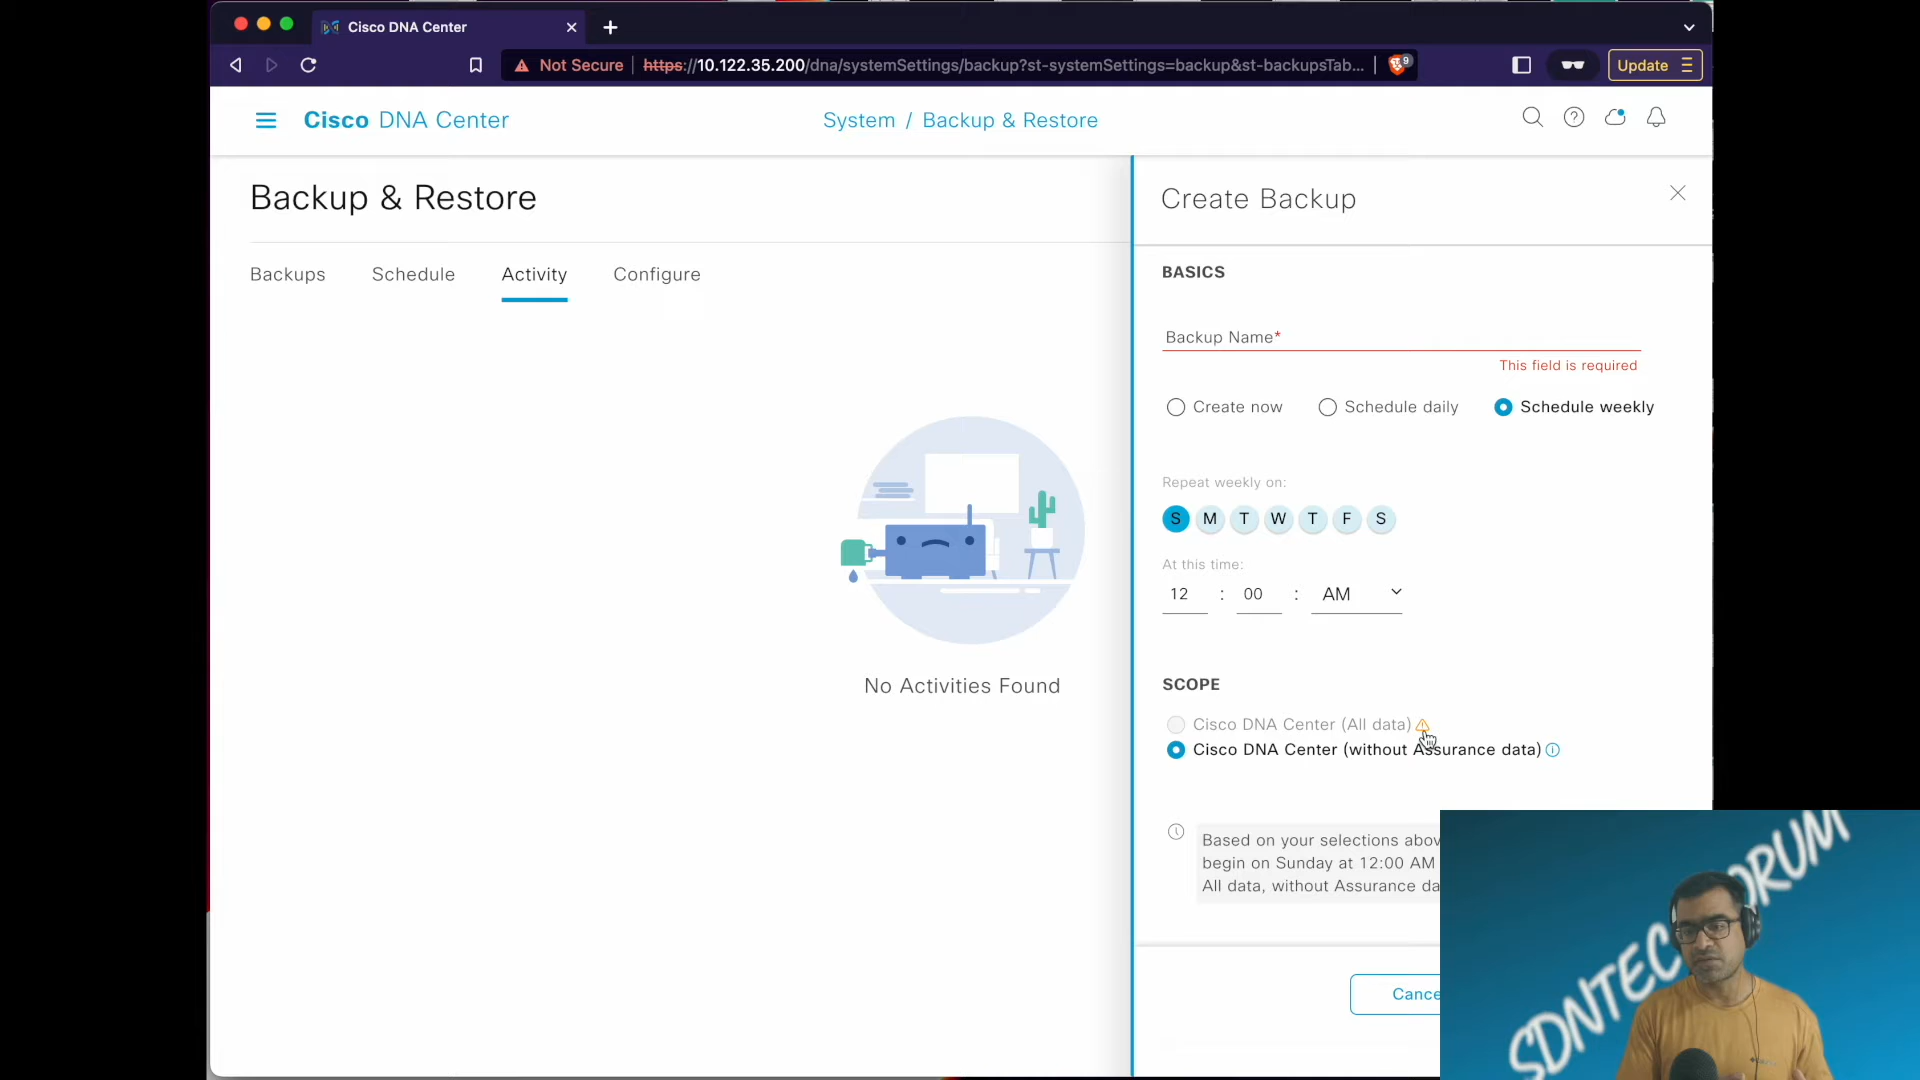 Cisco DNA Center
Not Secure https://10.122.35.200/dna/systemSettings/backup?st-systemSettings=backup&st-backupsTab... 9 Update
Cisco DNA Center
System / Backup & Restore
Backup & Restore
Backups Schedule Activity Configure
No Activities Found
Create Backup
BASICS
Backup Name*
This field is required
Create now Schedule daily Schedule weekly
Repeat weekly on:
S M T W T F S
At this time:
12 : 00 : AM
SCOPE
Cisco DNA Center (All data)
Cisco DNA Center (without Assurance data)
Based on your selections abov
begin on Sunday at 12:00 AM
All data, without Assurance da
Cance